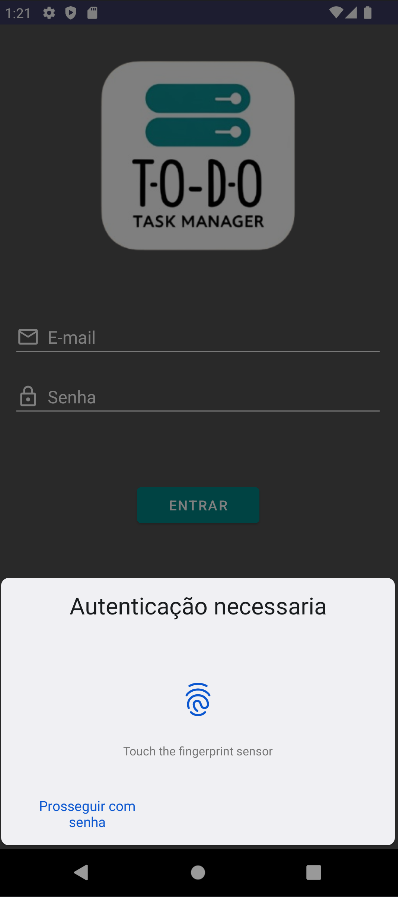 1:21
T-O-D-O
TASK MANAGER
E-mail
Senha
ENTRAR
Autenticação necessaria
Touch the fingerprint sensor
Prosseguir com
senha